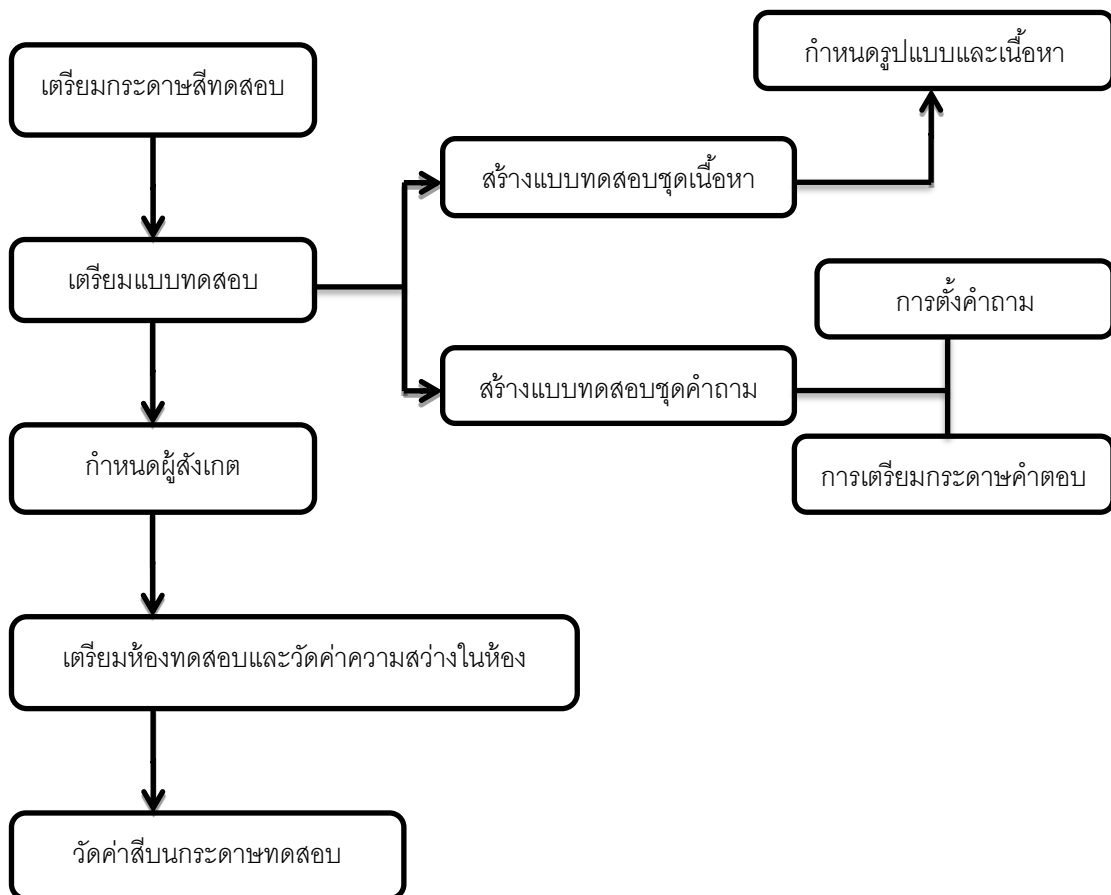 เตรียมกระดาษสีทดสอบ
กำหนดรูปแบบและเนื้อหา
สร้างแบบทดสอบชุดเนื้อหา
เตรียมแบบทดสอบ
การตั้งคำถาม
สร้างแบบทดสอบชุดคำถาม
กำหนดผู้สังเกต
การเตรียมกระดาษคำตอบ
เตรียมห้องทดสอบและวัดค่าความสว่างในห้อง
วัดค่าสีบนกระดาษทดสอบ